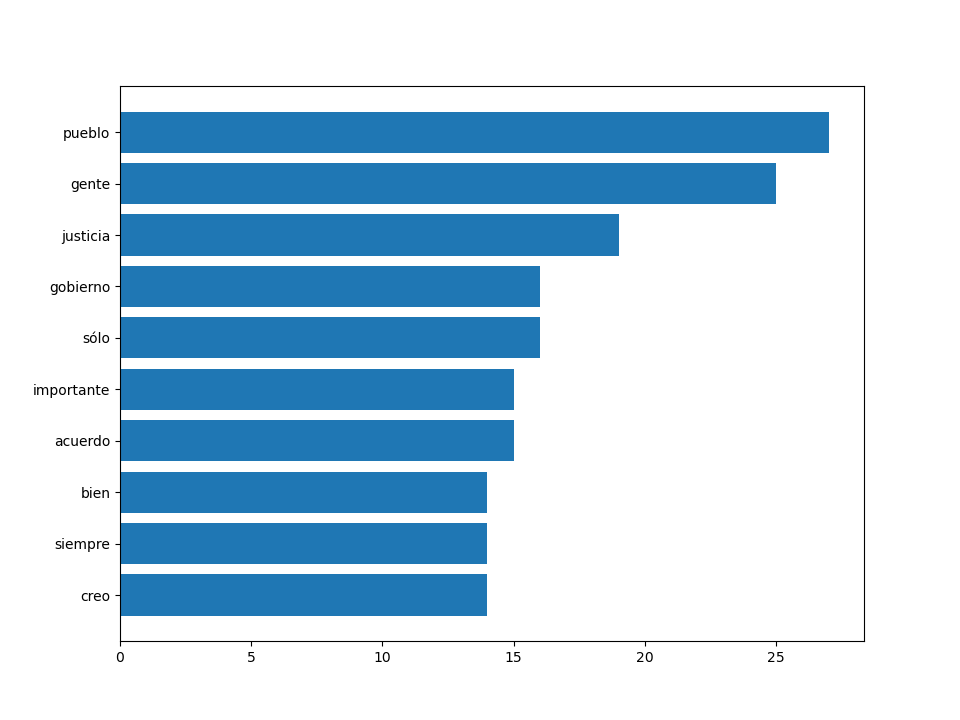 pueblo
gente
justicia
gobierno
sólo
importante
acuerdo
bien
siempre
creo
0 5 10 15 20 25